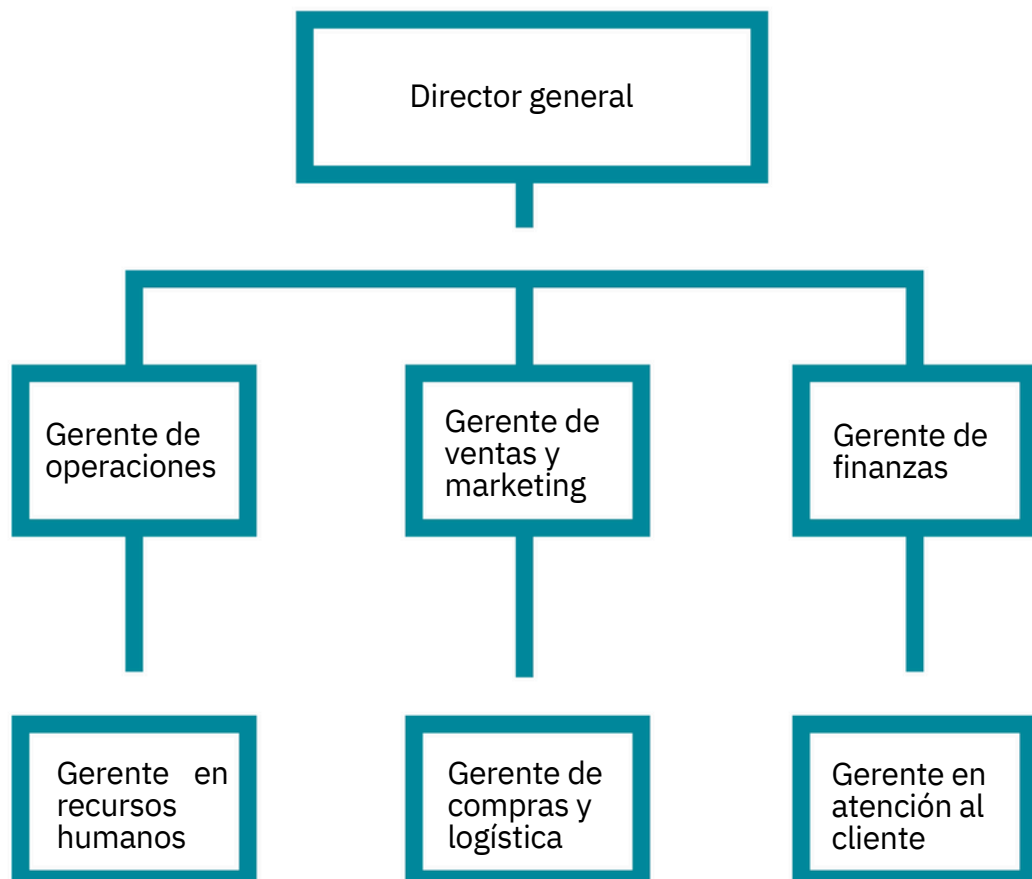 Director general
Gerente de
operaciones
Gerente de
ventas y
marketing
Gerente de
finanzas
Gerente en
recursos
humanos
Gerente de
compras y
logística
Gerente en
atención al
cliente